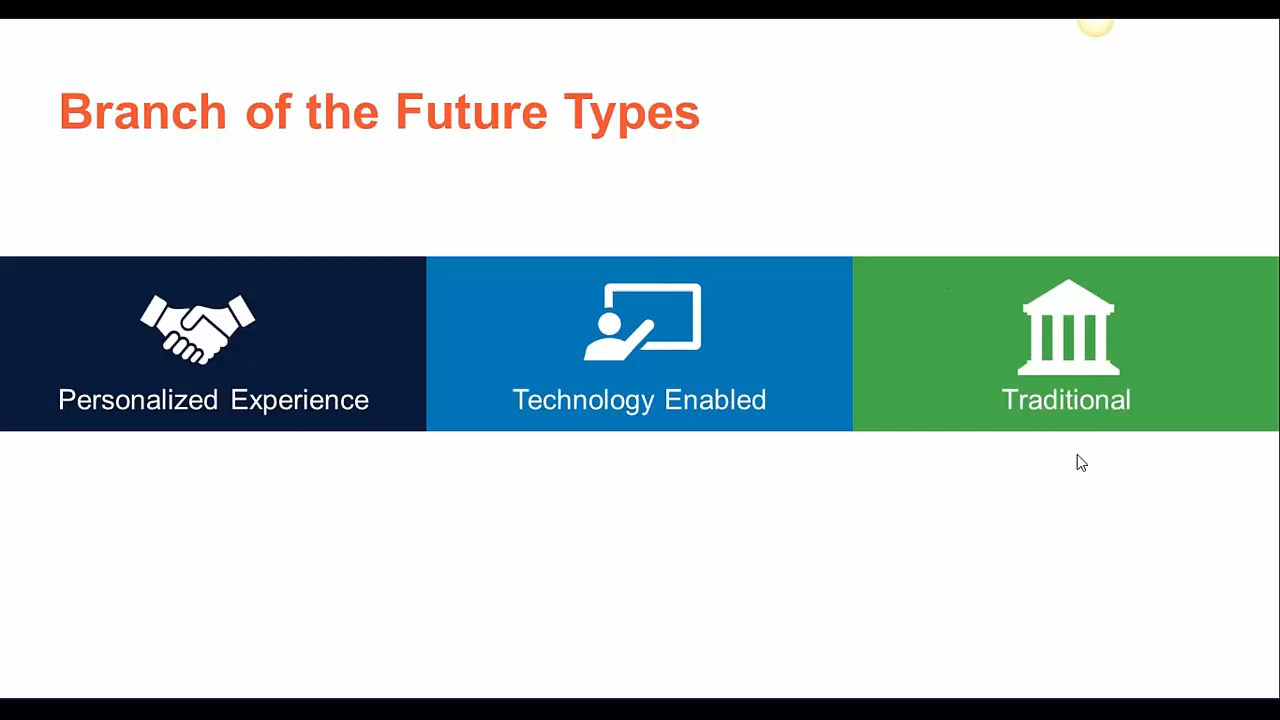 Branch of the Future Types
Personalized Experience
Technology Enabled
Traditional